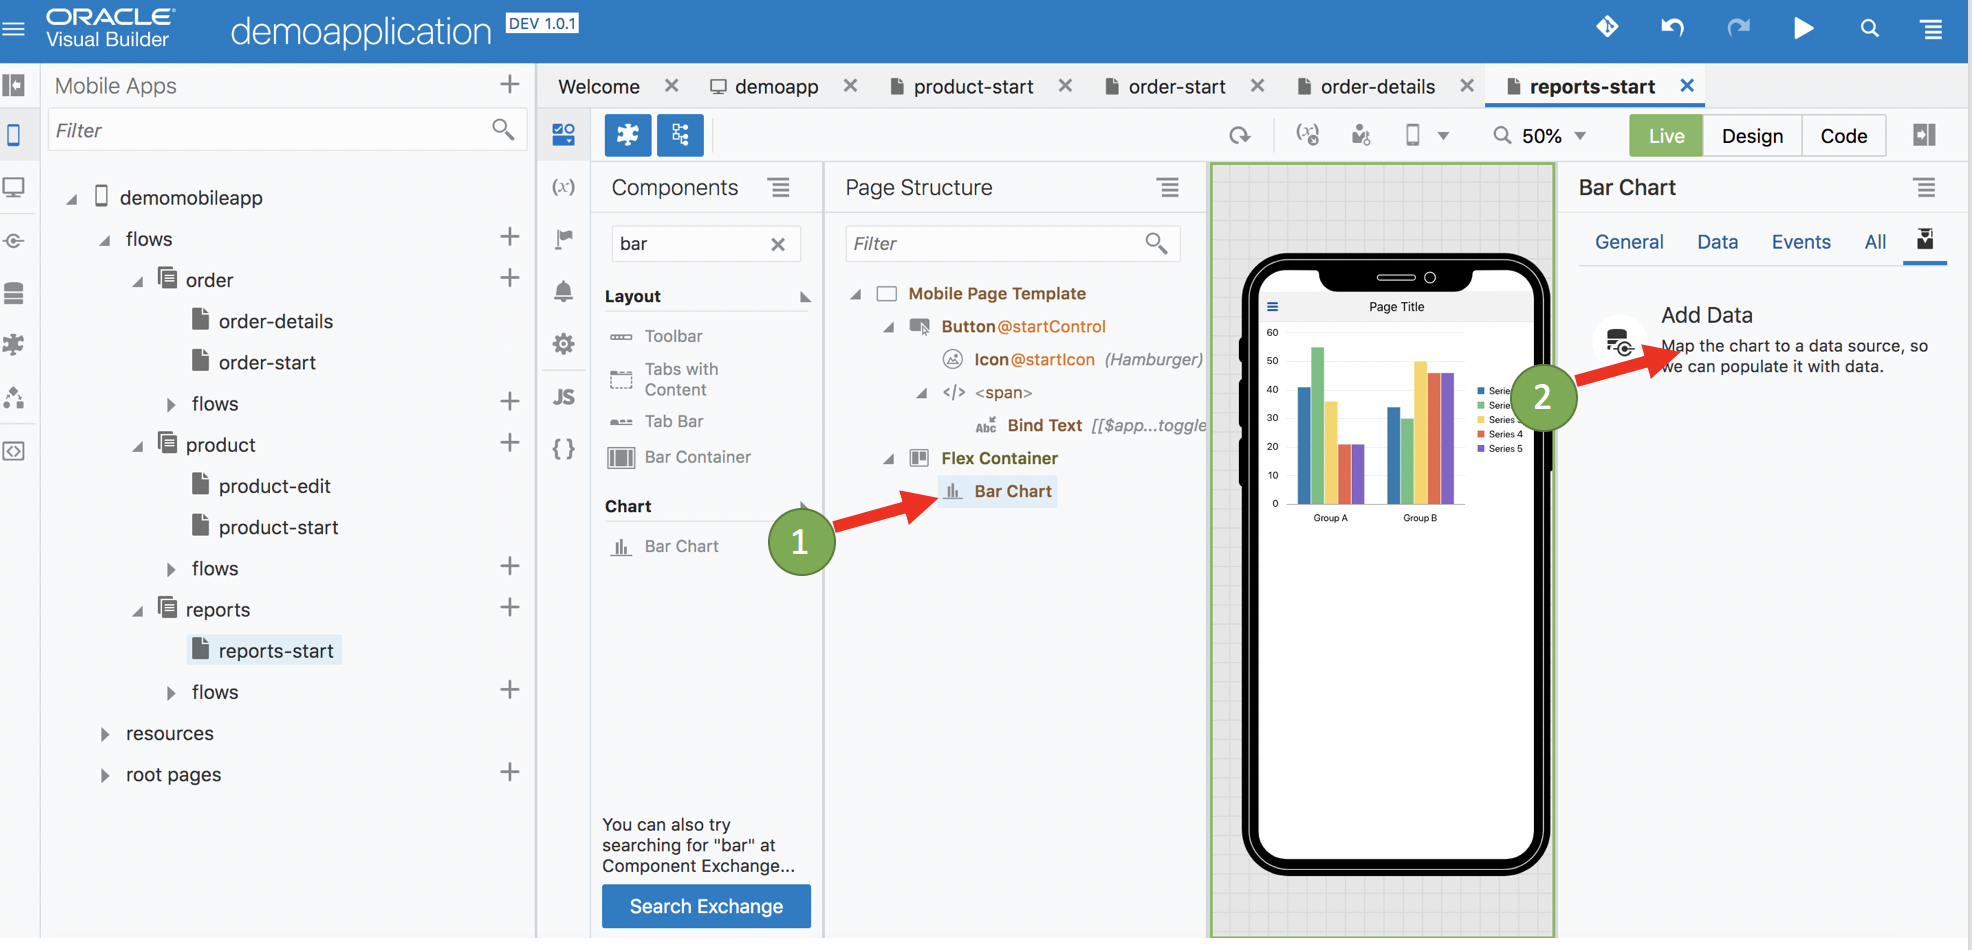 ORACLE®
Visual Builder
demoapplication
DEV 1.0.1
Mobile Apps
Filter
demomobileapp
flows
order
order-details
order-start
flows
product
product-edit
product-start
flows
reports
reports-start
flows
resources
root pages
Welcome
demoapp
product-start
order-start
order-details
reports-start
(x)
50%
Live
Design
Code
(x)
JS
{ }
Components
bar
Layout
Toolbar
Tabs with
Content
Tab Bar
Bar Container
Chart
Bar Chart
You can also try
searching for "bar" at
Component Exchange...
Search Exchange
1
Page Structure
Filter
Mobile Page Template
Button@startControl
Icon@startIcon (Hamburger)
</> <span>
Abc Bind Text [[$app...toggle
Flex Container
Bar Chart
Page Title
60
50
40
30
20
10
0
Group A
Group B
Serie
Serie
Series 4
Series 5
2
Bar Chart
General
Data
Events
All
Add Data
Map the chart to a data source, so
we can populate it with data.